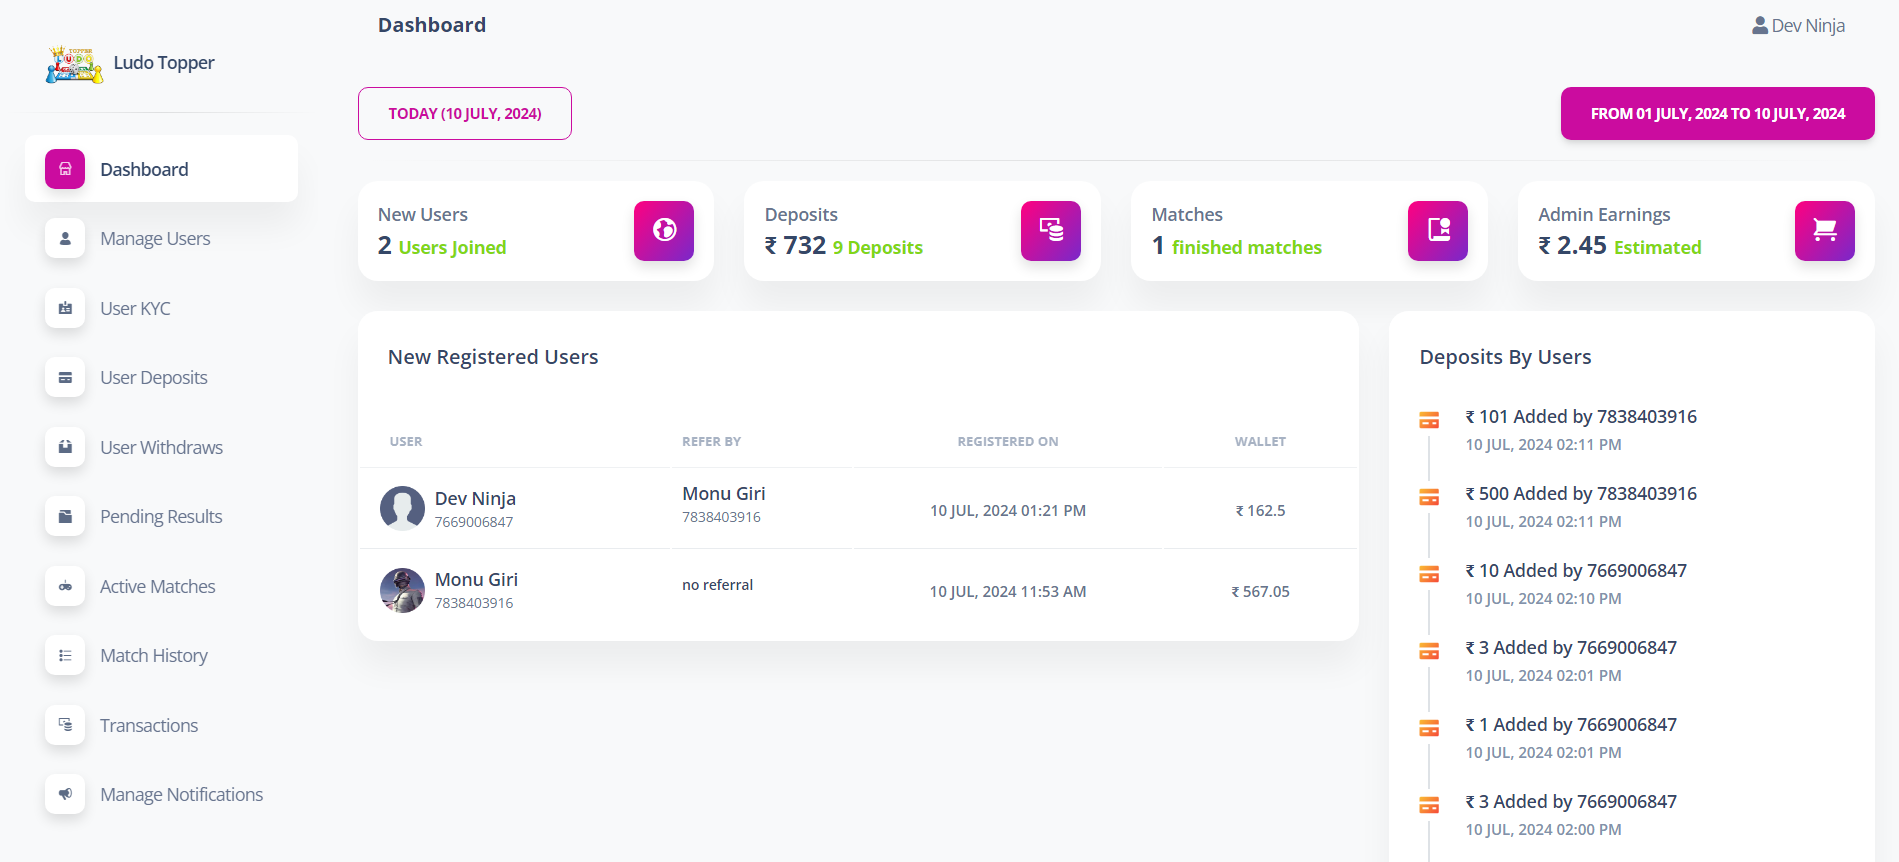 Dashboard
Dev Ninja
TOPPER
LUDO
Ludo Topper
TODAY (10 JULY, 2024)
FROM 01 JULY, 2024 TO 10 JULY, 2024
Dashboard
Manage Users
User KYC
User Deposits
User Withdraws
Pending Results
Active Matches
Match History
Transactions
Manage Notifications
New Users
2 Users Joined
Deposits
₹ 732 9 Deposits
Matches
1 finished matches
Admin Earnings
₹ 2.45 Estimated
New Registered Users
USER REFER BY REGISTERED ON WALLET
Dev Ninja
7669006847
Monu Giri
7838403916
10 JUL, 2024 01:21 PM
₹ 162.5
Monu Giri
7838403916
no referral
10 JUL, 2024 11:53 AM
₹ 567.05
Deposits By Users
₹ 101 Added by 7838403916
10 JUL, 2024 02:11 PM
₹ 500 Added by 7838403916
10 JUL, 2024 02:11 PM
₹ 10 Added by 7669006847
10 JUL, 2024 02:10 PM
₹ 3 Added by 7669006847
10 JUL, 2024 02:01 PM
₹ 1 Added by 7669006847
10 JUL, 2024 02:01 PM
₹ 3 Added by 7669006847
10 JUL, 2024 02:00 PM